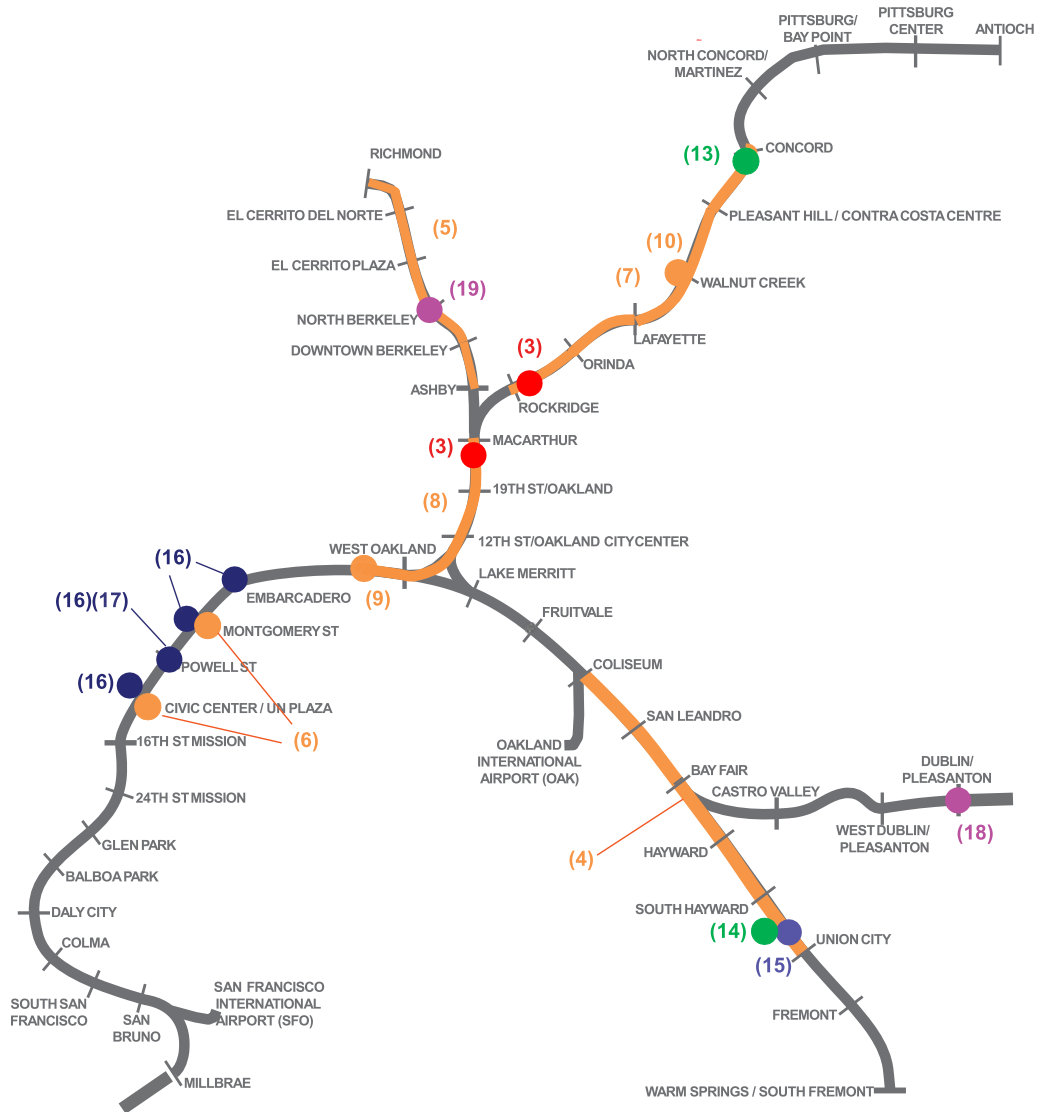 PITTSBURG/
BAY POINT
PITTSBURG
CENTER
ANTIOCH
NORTH CONCORD/
MARTINEZ
(13)
CONCORD
RICHMOND
EL CERRITO DEL NORTE
(5)
PLEASANT HILL / CONTRA COSTA CENTRE
(10)
EL CERRITO PLAZA
(7)
WALNUT CREEK
(19)
NORTH BERKELEY
LAFAYETTE
DOWNTOWN BERKELEY
(3)
ORINDA
ASHBY
ROCKRIDGE
(3)
MACARTHUR
(8)
19TH ST/OAKLAND
WEST OAKLAND
12TH ST/OAKLAND CITY CENTER
(16)
LAKE MERRITT
(9)
EMBARCADERO
(16)(17)
FRUITVALE
MONTGOMERY ST
POWELL ST
COLISEUM
(16)
CIVIC CENTER / UN PLAZA
SAN LEANDRO
(6)
16TH ST MISSION
OAKLAND
INTERNATIONAL
AIRPORT (OAK)
BAY FAIR
DUBLIN/
PLEASANTON
CASTRO VALLEY
24TH ST MISSION
(18)
WEST DUBLIN/
PLEASANTON
GLEN PARK
HAYWARD
(4)
BALBOA PARK
SOUTH HAYWARD
DALY CITY
(14)
UNION CITY
COLMA
(15)
SOUTH SAN
FRANCISCO
SAN
BRUNO
SAN FRANCISCO
INTERNATIONAL
AIRPORT (SFO)
FREMONT
MILLBRAE
WARM SPRINGS / SOUTH FREMONT